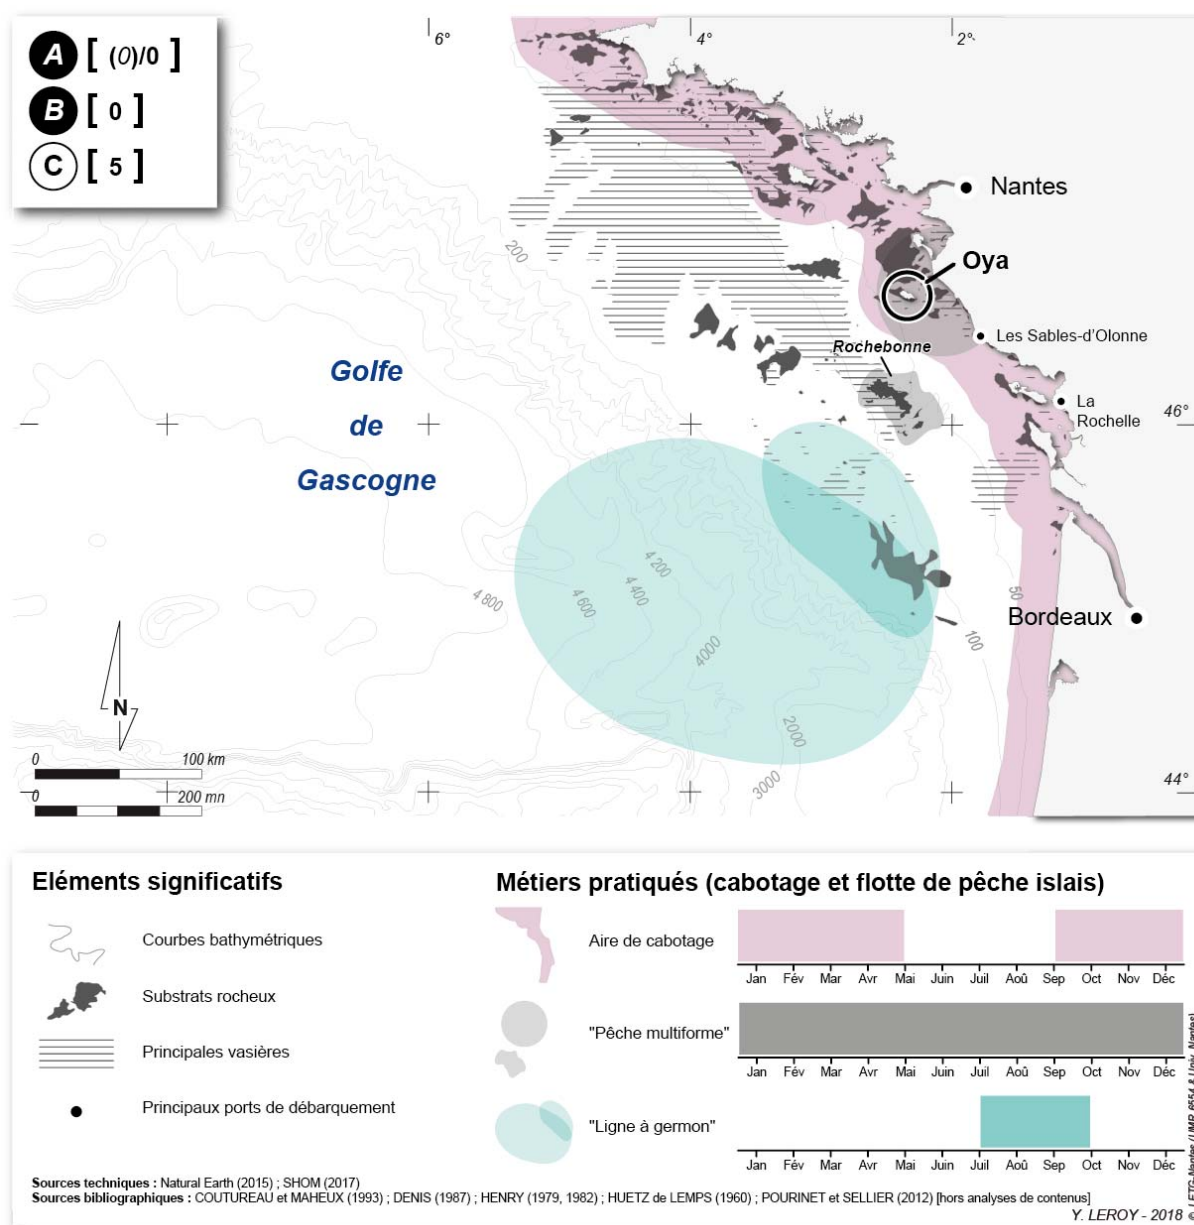 A [ (0)/0 ]
B [ 0 ]
C [ 5 ]
6°
4°
2°
Nantes
Oya
200
Les Sables-d'Olonne
Rochebonne
Golfe
de
Gascogne
La
Rochelle
46°
4 200
4 400
4 600
4 800
4000
50
100
Bordeaux
2000
3000
N
0 100 km
0 200 mn
44°
Eléments significatifs
Courbes bathymétriques
Substrats rocheux
Principales vasières
Principaux ports de débarquement
Métiers pratiqués (cabotage et flotte de pêche islais)
Aire de cabotage
Jan Fév Mar Avr Mai Juin Juil Aoû Sep Oct Nov Déc
"Pêche multiforme"
Jan Fév Mar Avr Mai Juin Juil Aoû Sep Oct Nov Déc
"Ligne à germon"
Jan Fév Mar Avr Mai Juin Juil Aoû Sep Oct Nov Déc
Sources techniques : Natural Earth (2015) ; SHOM (2017)
Sources bibliographiques : COUTUREAU et MAHEUX (1993) ; DENIS (1987) ; HENRY (1979, 1982) ; HUETZ de LEMPS (1960) ; POURINET et SELLIER (2012) [hors analyses de contenus]
Y. LEROY - 2018
© LETG-Nantes (UMR 6554 & Univ. Nantes)